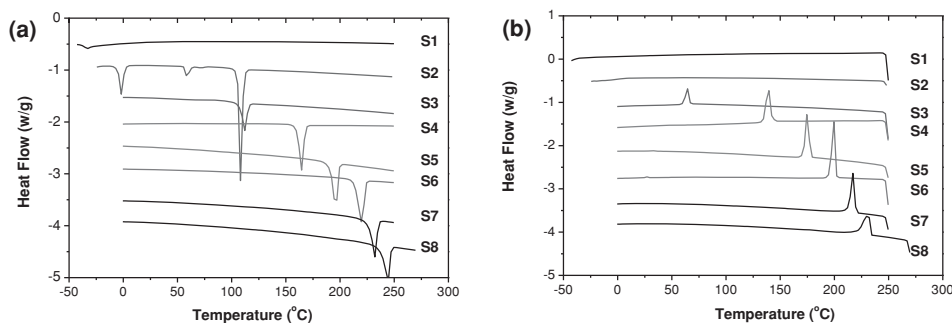 (a)
Heat Flow (w/g)
0
-1
-2
-3
-4
-5
S1
S2
S3
S4
S5
S6
S7
S8
-50 0 50 100 150 200 250 300
Temperature (°C)
(b)
Heat Flow (w/g)
1
0
-1
-2
-3
-4
-5
S1
S2
S3
S4
S5
S6
S7
S8
-50 0 50 100 150 200 250 300
Temperature (°C)